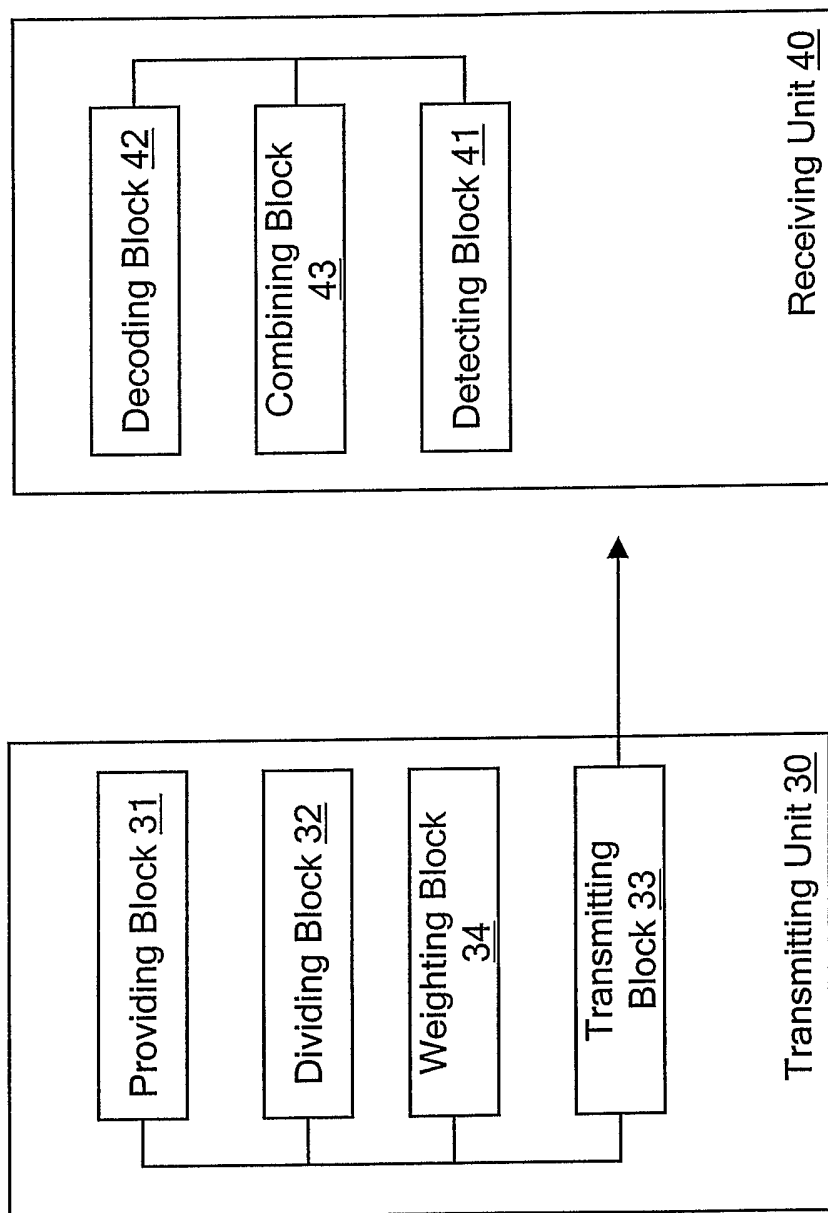 Providing Block 31
Dividing Block 32
Weighting Block
34
Transmitting
Block 33
Transmitting Unit 30
Decoding Block 42
Combining Block
43
Detecting Block 41
Receiving Unit 40